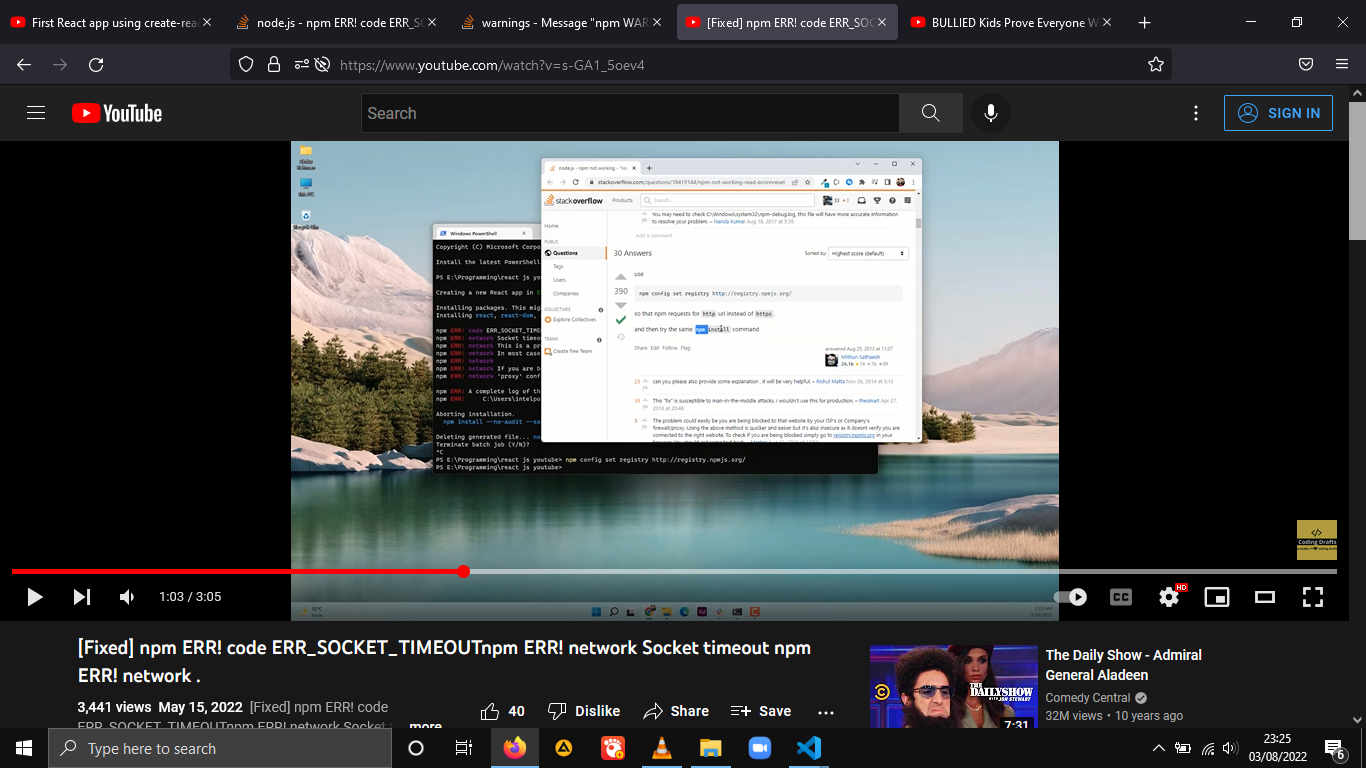 First React app using create-rea
node.js - npm ERR! code ERR_SO
warnings - Message "npm WAR
[Fixed] npm ERR! code ERR_SOC
BULLIED Kids Prove Everyone W
https://www.youtube.com/watch?v=s-GA1_5oev4
YouTube
Search
SIGN IN
node.js - npm not working - "rea
stackoverflow.com/questions/18419144/npm-not-working-read-econnreset
stackoverflow
Products
Search...
You may need to check C:\Windows\system32\npm-debug.log, this file will have more accurate information
to resolve your problem. – Nanda Kumar Aug 18, 2017 at 5:39
Add a comment
Home
PUBLIC
Questions
Tags
Users
Companies
COLLECTIVES
Explore Collectives
TEAMS
Create free Team
30 Answers
Sorted by:
Highest score (default)
use
390
npm config set registry http://registry.npmjs.org/
so that npm requests for http url instead of https.
and then try the same npm install command
Share Edit Follow Flag
answered Aug 25, 2013 at 11:27
Mithun Satheesh
can you please also provide some explanation . it will be very helpful. – Rishul Matta Nov 26, 2014 at 5:13
This "fix" is susceptible to man-in-the-middle attacks, I wouldn't use this for production. – thesmart Apr 27,
2016 at 20:46
5
The problem could easily be you are being blocked to that website by your ISP's or Company's
firewall/proxy. Using the above method is quicker and easier but it's also insecure as it doesnt verify you are
connected to the right website. To check if you are being blocked simply go to registry.npmjs.org in your
Windows PowerShell
Copyright (C) Microsoft Corpo
Install the latest PowerShell
PS E:\Programming\react js yo
Creating a new React app in
Installing packages. This mig
Installing react, react-dom,
npm ERR! code ERR_SOCKET_TIME
npm ERR! network Socket timeo
npm ERR! network This is a pr
npm ERR! network In most case
npm ERR! network
npm ERR! network If you are b
npm ERR! network 'proxy' conf
npm ERR! A complete log of th
npm ERR! C:\Users\intelpo
Aborting installation.
npm install --no-audit --sa
Deleting generated file... no
Terminate batch job (Y/N)?
^C
PS E:\Programming\react js youtube> npm config set registry http://registry.npmjs.org/
PS E:\Programming\react js youtube>
This PC
</>
Coding Drafts
1:03 / 3:05
CC
HD
[Fixed] npm ERR! code ERR_SOCKET_TIMEOUTnpm ERR! network Socket timeout npm
ERR! network .
3,441 views May 15, 2022 [Fixed] npm ERR! code
ERR_SOCKET_TIMEOUTnpm ERR! network Socket
more
40
Dislike
Share
Save
THE
DAILYSHOW
WITH JON STEWART
7:31
The Daily Show - Admiral
General Aladeen
Comedy Central
32M views • 10 years ago
Type here to search
23:25
03/08/2022
6